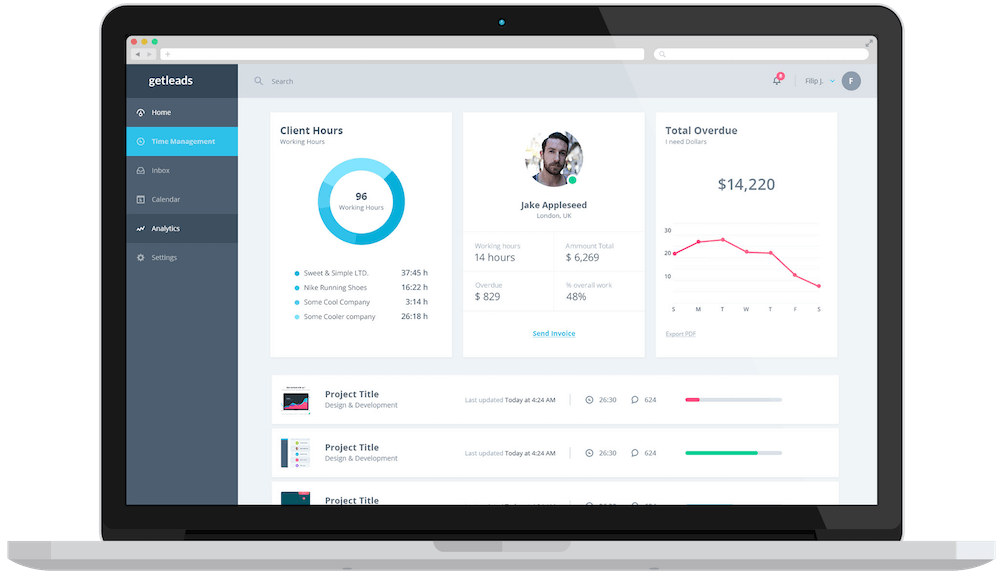 getleads
Search
8
Filip J.
F
Home
Time Management
Inbox
Calendar
Analytics
Settings
Client Hours
Working Hours
96
Working Hours
Sweet & Simple LTD. 37:45 h
Nike Running Shoes 16:22 h
Some Cool Company 3:14 h
Some Cooler company 26:18 h
Jake Appleseed
London, UK
Working hours
14 hours
Ammount Total
$ 6,269
Overdue
$ 829
% overall work
48%
Send Invoice
Total Overdue
I need Dollars
$14,220
30
20
10
S M T W T F S
Export PDF
Project Title
Design & Development
Last updated Today at 4:24 AM 26:30 624
Project Title
Design & Development
Last updated Today at 4:24 AM 26:30 624
Project Title